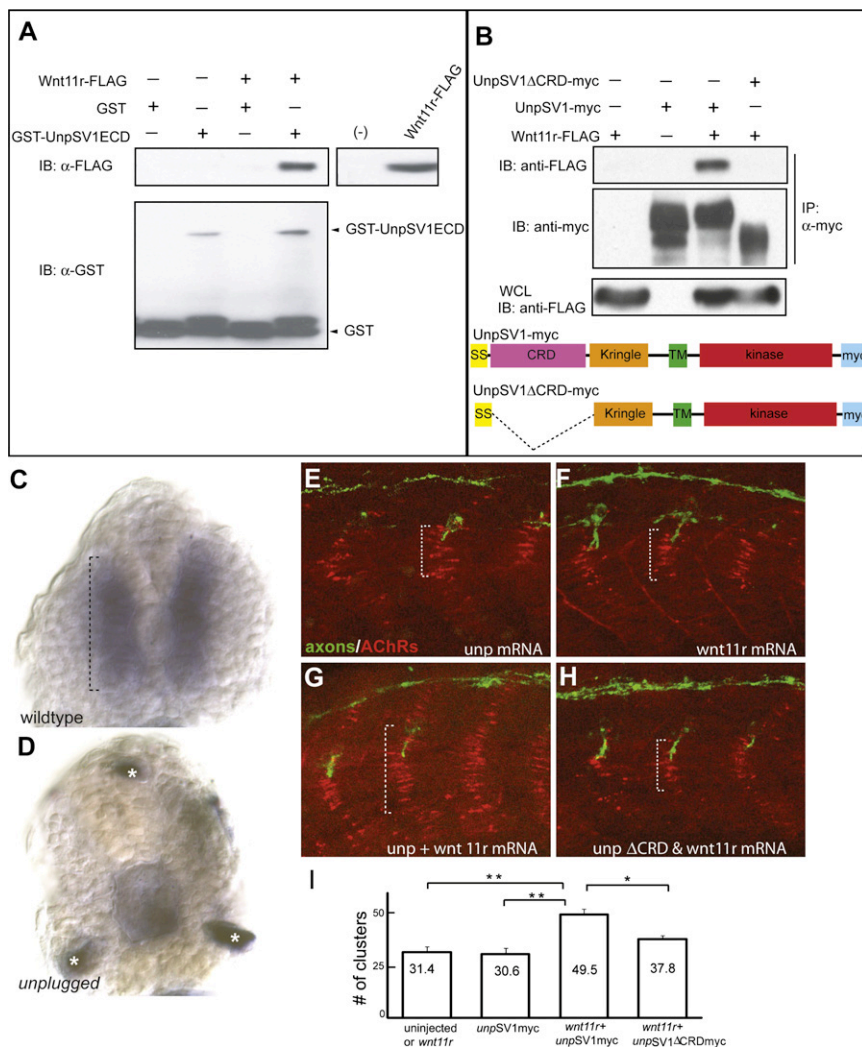 A
Wnt11r-FLAG – – + +
GST + – + –
GST-UnpSV1ECD – + – +
(-) Wnt11r-FLAG
IB: α-FLAG
GST-UnpSV1ECD
IB: α-GST
GST
B
UnpSV1ΔCRD-myc – – – +
UnpSV1-myc – + + –
Wnt11r-FLAG + – + +
IB: anti-FLAG
IB: anti-myc
IP:
α-myc
WCL
IB: anti-FLAG
UnpSV1-myc
SS CRD Kringle TM kinase myc
UnpSV1ΔCRD-myc
SS Kringle TM kinase myc
C
wildtype
D
* * *
unplugged
E
axons/AChRs
unp mRNA
F
wnt11r mRNA
G
unp + wnt 11r mRNA
H
unp ΔCRD & wnt11r mRNA
I
** ** *
# of clusters
50
25
0
31.4 30.6 49.5 37.8
uninjected
or wnt11r
unpSV1myc
wnt11r+
unpSV1myc
wnt11r+
unpSV1ΔCRDmyc